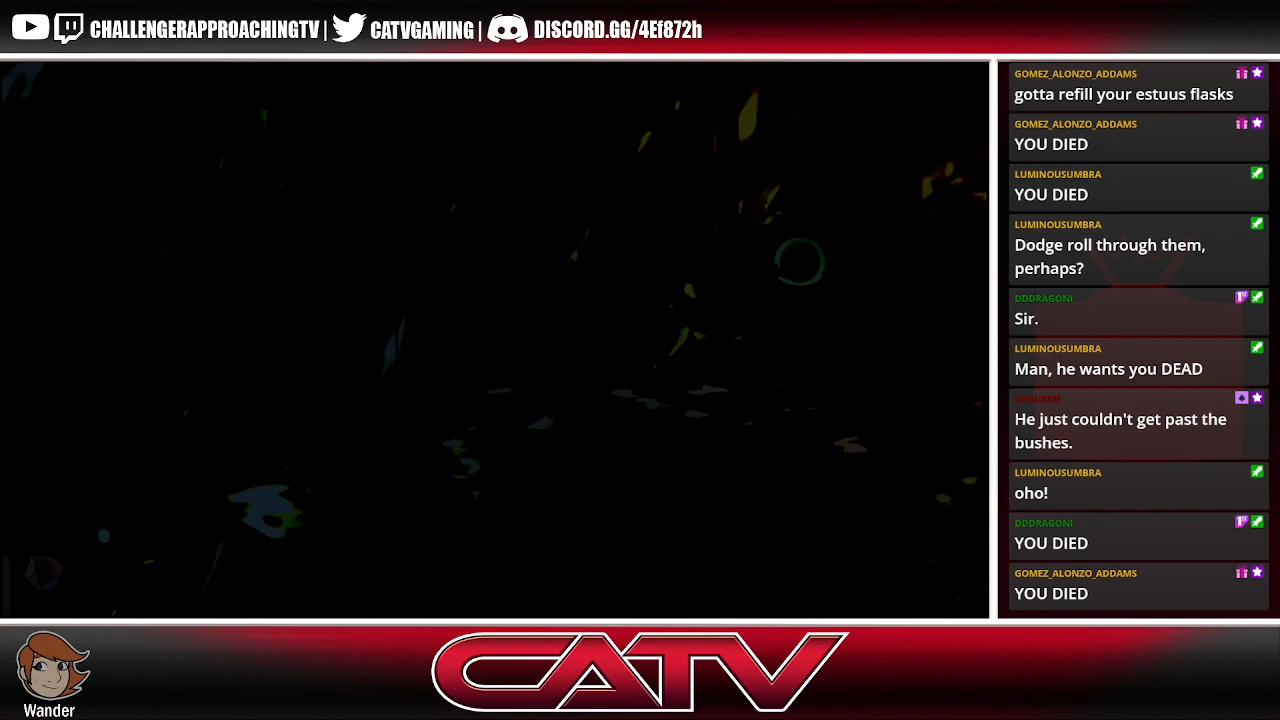 CHALLENGERAPPROACHINGTV |
CATVGAMING |
DISCORD.GG/4Ef872h
GOMEZ_ALONZO_ADDAMS
gotta refill your estuus flasks
GOMEZ_ALONZO_ADDAMS
YOU DIED
LUMINOUSUMBRA
YOU DIED
LUMINOUSUMBRA
Dodge roll through them,
perhaps?
DDDRAGONI
Sir.
LUMINOUSUMBRA
Man, he wants you DEAD
He just couldn't get past the
bushes.
LUMINOUSUMBRA
oho!
DDDRAGONI
YOU DIED
GOMEZ_ALONZO_ADDAMS
YOU DIED
CATV
Wander